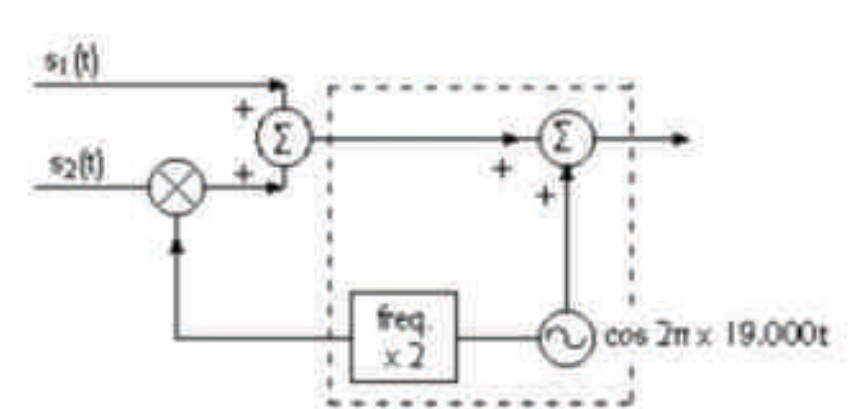 s₁(t)
+
Σ
Σ
s₂(t)
+
+
+
freq.
x 2
cos 2π x 19.000t